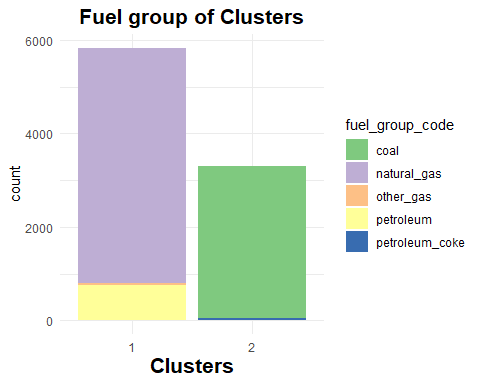 Fuel group of Clusters
6000
4000
2000
0
count
1
2
Clusters
fuel_group_code
coal
natural_gas
other_gas
petroleum
petroleum_coke